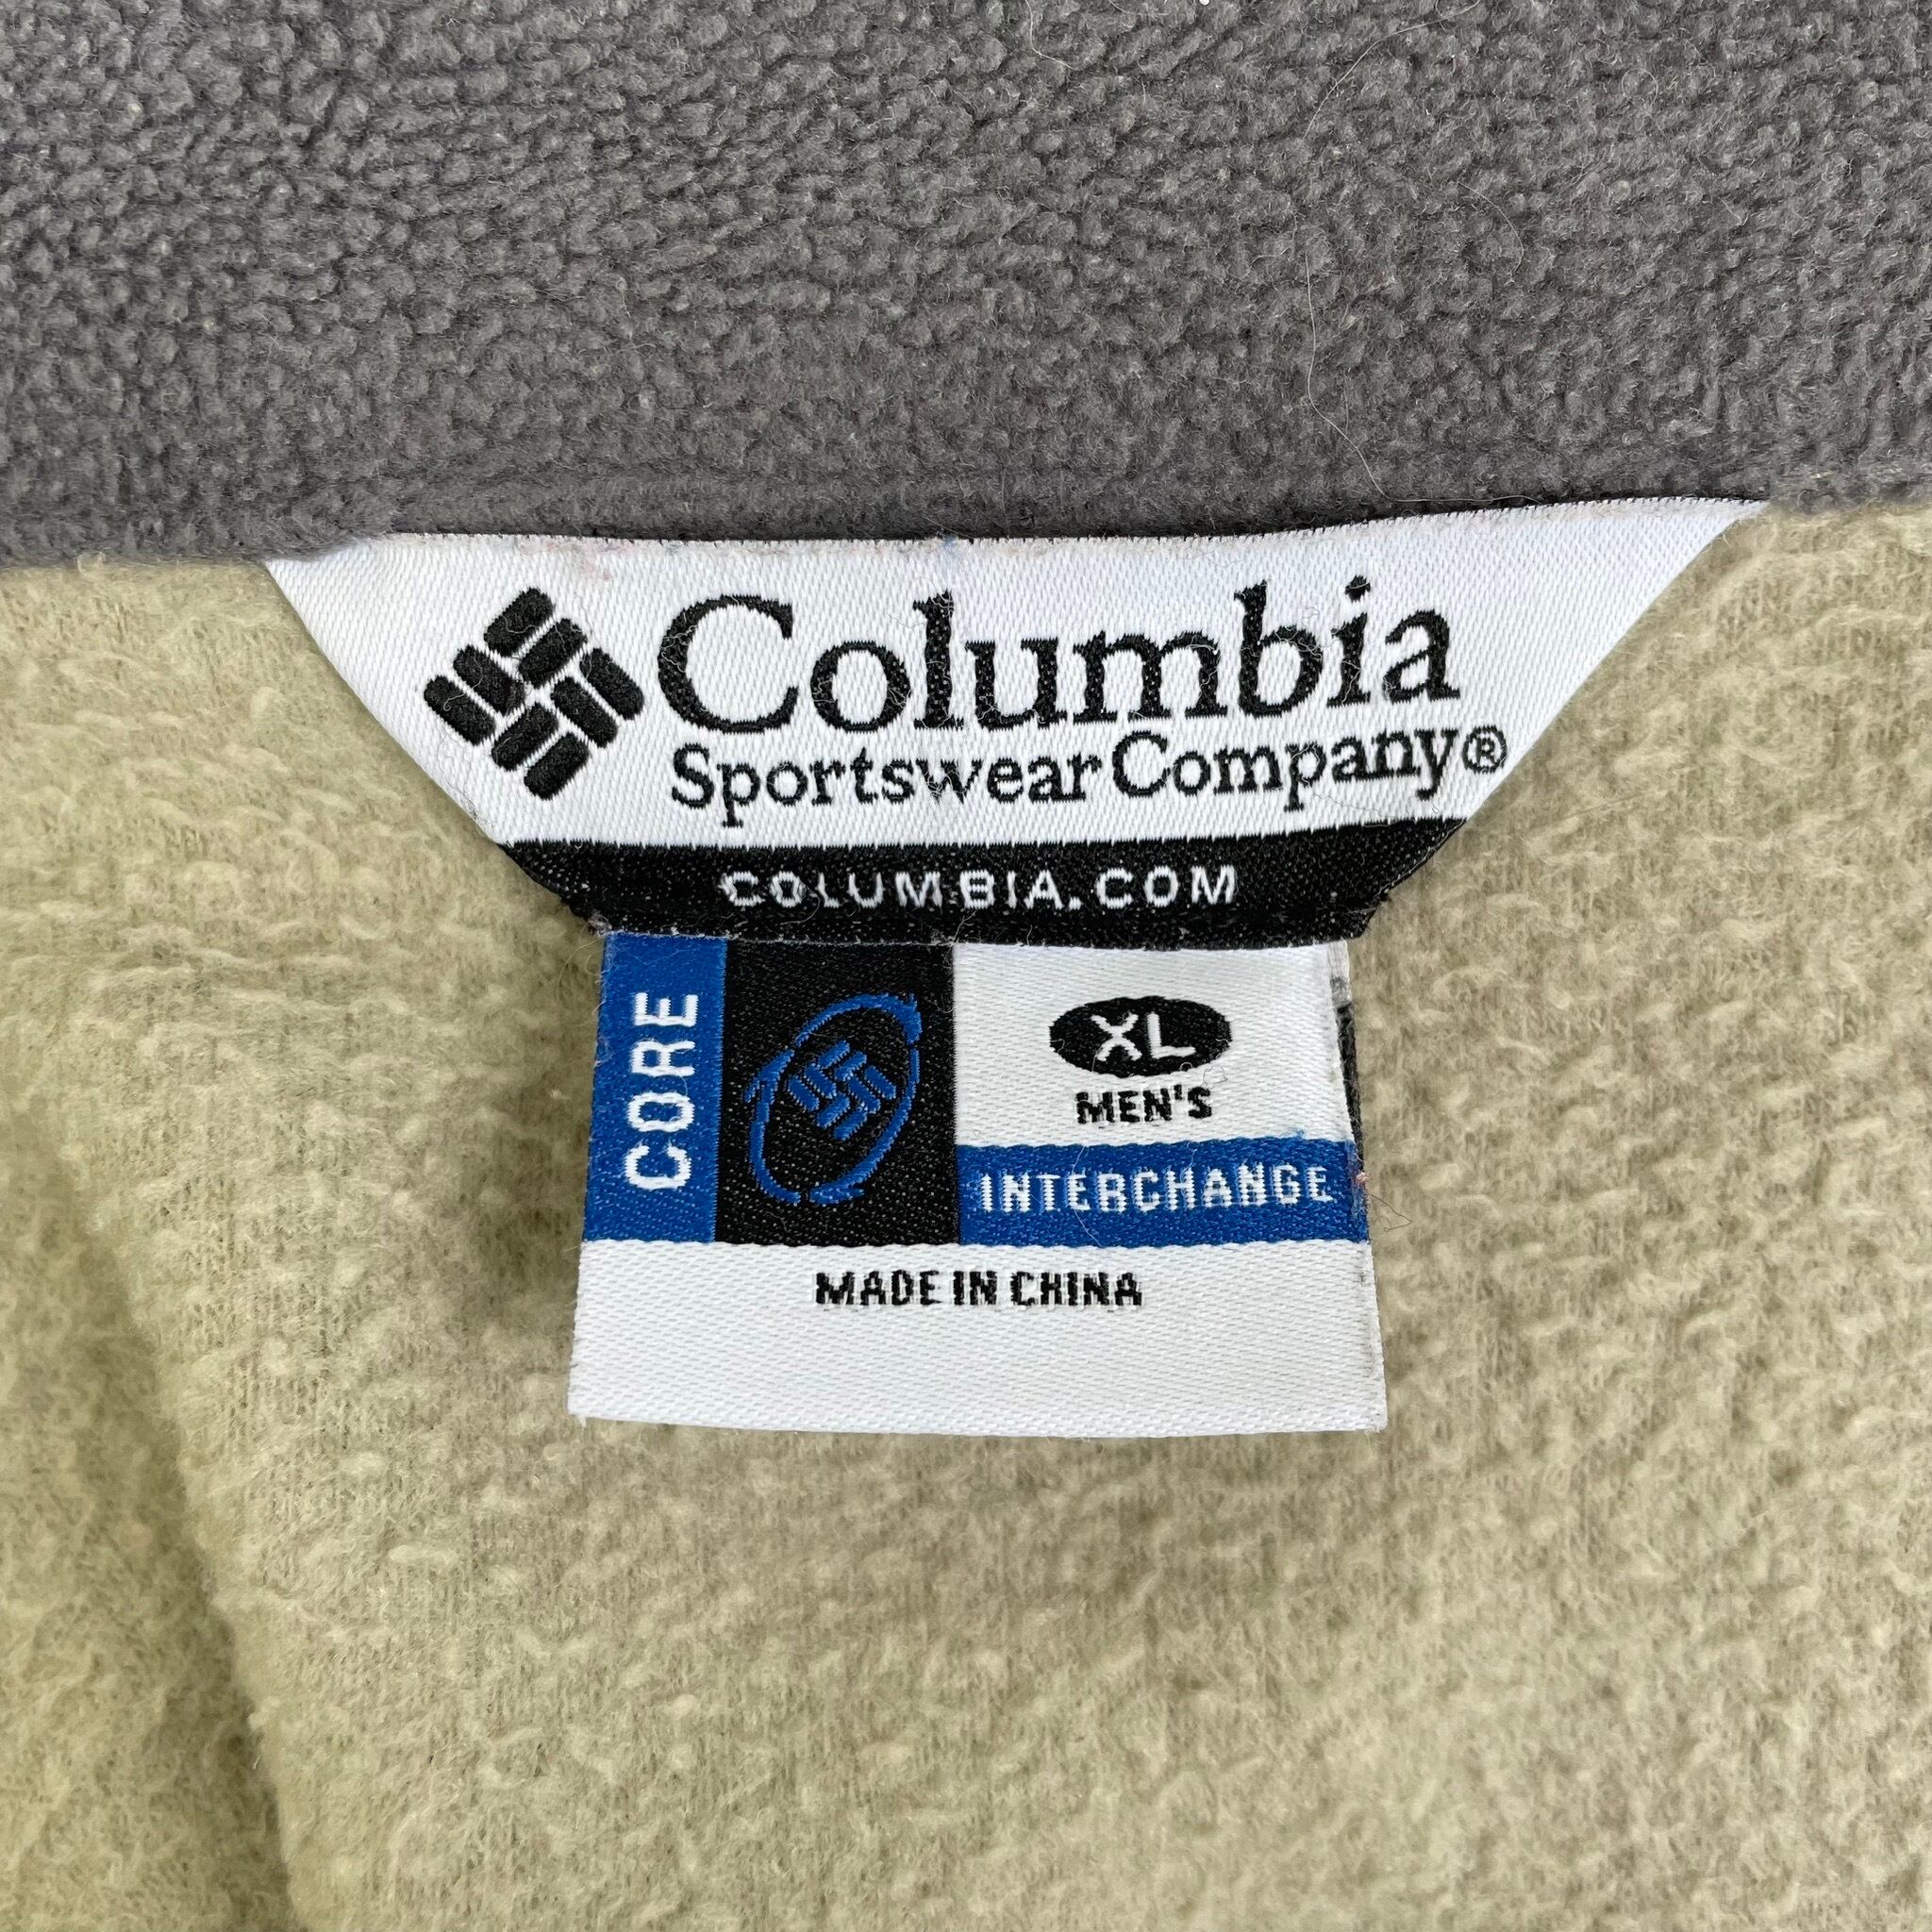 Columbia
Sportswear Company®
COLUMBIA.COM
CORE
XL
MEN'S
INTERCHANGE
MADE IN CHINA